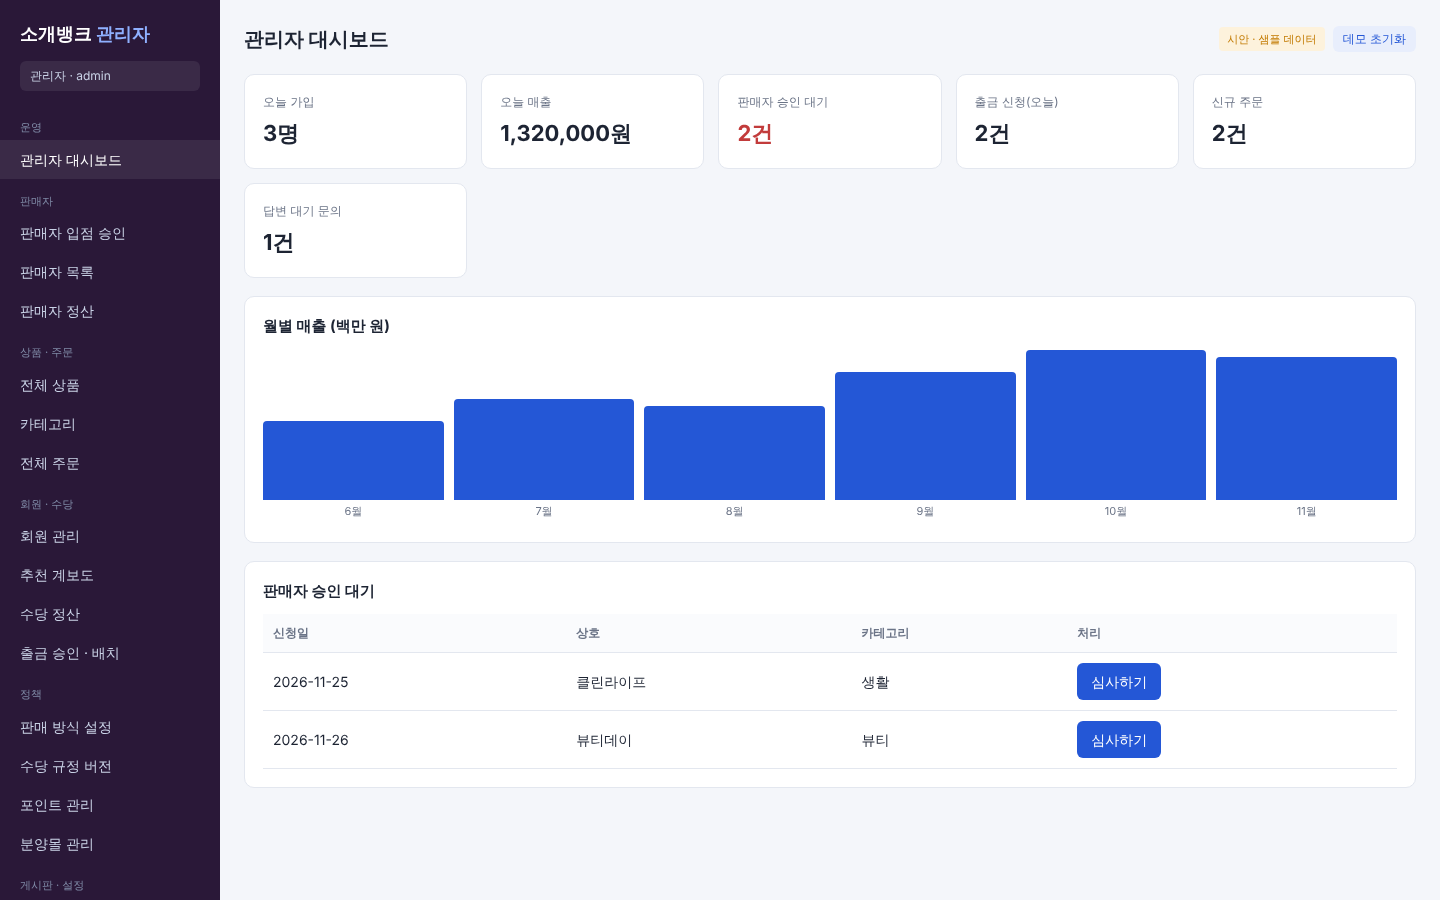 소개뱅크 관리자
관리자 · admin
운영
관리자 대시보드
판매자
판매자 입점 승인
판매자 목록
판매자 정산
상품 · 주문
전체 상품
카테고리
전체 주문
회원 · 수당
회원 관리
추천 계보도
수당 정산
출금 승인 · 배치
정책
판매 방식 설정
수당 규정 버전
포인트 관리
분양몰 관리
게시판 · 설정
관리자 대시보드
시안 · 샘플 데이터
데모 초기화
오늘 가입
3명
오늘 매출
1,320,000원
판매자 승인 대기
2건
출금 신청(오늘)
2건
신규 주문
2건
답변 대기 문의
1건
월별 매출 (백만 원)
6월 7월 8월 9월 10월 11월
판매자 승인 대기
신청일 상호 카테고리 처리
2026-11-25 클린라이프 생활 심사하기
2026-11-26 뷰티데이 뷰티 심사하기